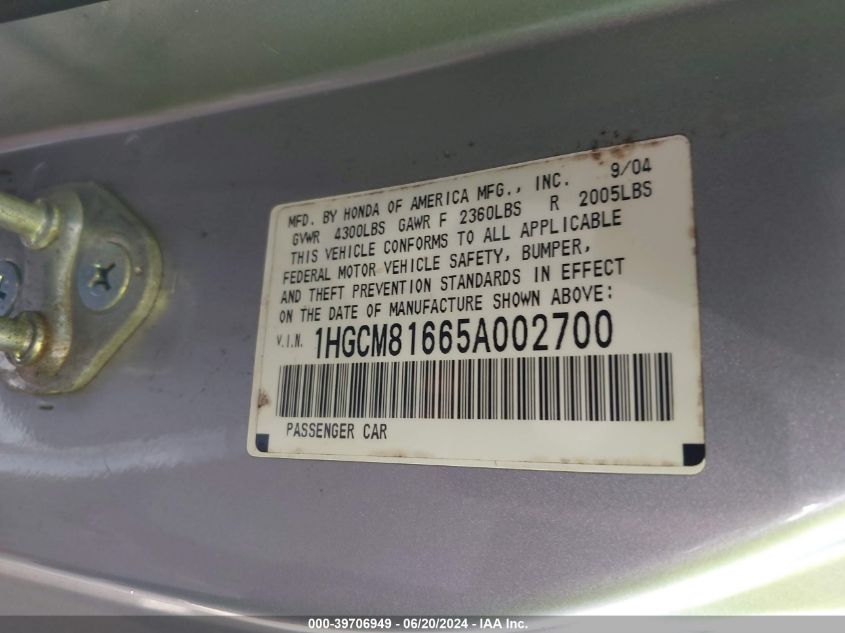 MFD. BY HONDA OF AMERICA MFG., INC. 9/04
GVWR 4300LBS GAWR F 2360LBS R 2005LBS
THIS VEHICLE CONFORMS TO ALL APPLICABLE
FEDERAL MOTOR VEHICLE SAFETY, BUMPER,
AND THEFT PREVENTION STANDARDS IN EFFECT
ON THE DATE OF MANUFACTURE SHOWN ABOVE:
V.I.N. 1HGCM81665A002700
PASSENGER CAR
000-39706949 / 06/20/2024 - IAA Inc.